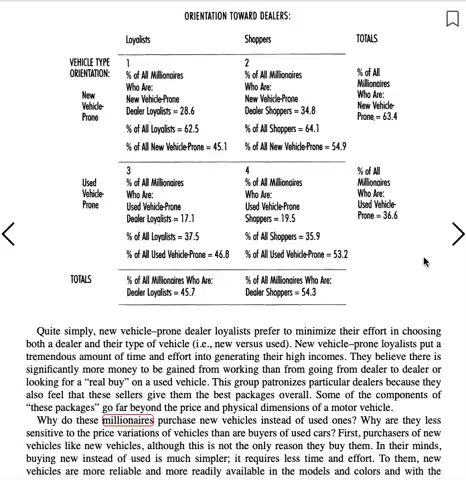 ORIENTATION TOWARD DEALERS:
Loyalists Shoppers TOTALS
VEHICLE TYPE
ORIENTATION:
New
Vehicle-
Prone
1
% of All Millionaires
Who Are:
New Vehicle-Prone
Dealer Loyalists = 28.6
% of All Loyalists = 62.5
% of All New Vehicle-Prone = 45.1
2
% of All Millionaires
Who Are:
New Vehicle-Prone
Dealer Shoppers = 34.8
% of All Shoppers = 64.1
% of All New Vehicle-Prone = 54.9
% of All
Millionaires
Who Are:
New Vehicle-
Prone = 63.4
Used
Vehicle-
Prone
3
% of All Millionaires
Who Are:
Used Vehicle-Prone
Dealer Loyalists = 17.1
% of All Loyalists = 37.5
% of All Used Vehicle-Prone = 46.8
4
% of All Millionaires
Who Are:
Used Vehicle-Prone
Shoppers = 19.5
% of All Shoppers = 35.9
% of All Used Vehicle-Prone = 53.2
% of All
Millionaires
Who Are:
Used Vehicle-
Prone = 36.6
TOTALS
% of All Millionaires Who Are:
Dealer Loyalists = 45.7
% of All Millionaires Who Are:
Dealer Shoppers = 54.3
Quite simply, new vehicle–prone dealer loyalists prefer to minimize their effort in choosing
both a dealer and their type of vehicle (i.e., new versus used). New vehicle–prone loyalists put a
tremendous amount of time and effort into generating their high incomes. They believe there is
significantly more money to be gained from working than from going from dealer to dealer or
looking for a “real buy” on a used vehicle. This group patronizes particular dealers because they
also feel that these sellers give them the best packages overall. Some of the components of
“these packages” go far beyond the price and physical dimensions of a motor vehicle.
Why do these millionaires purchase new vehicles instead of used ones? Why are they less
sensitive to the price variations of vehicles than are buyers of used cars? First, purchasers of new
vehicles like new vehicles, although this is not the only reason they buy them. In their minds,
buying new instead of used is much simpler; it requires less time and effort. To them, new
vehicles are more reliable and more readily available in the models and colors and with the